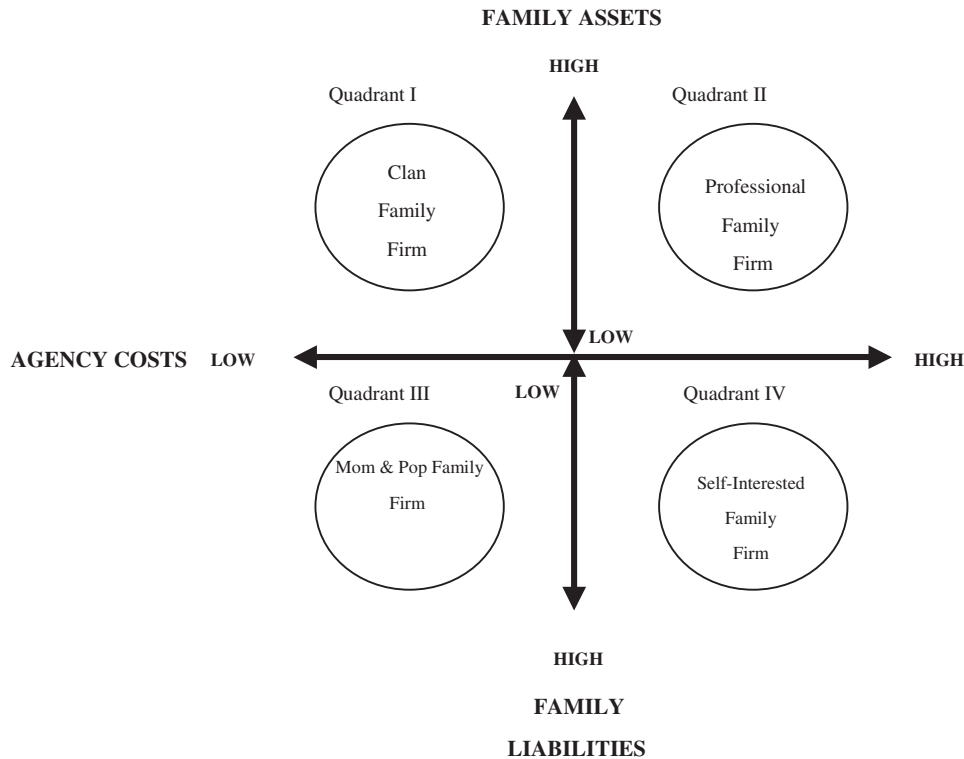 FAMILY ASSETS
HIGH
Quadrant I
Quadrant II
Clan
Family
Firm
Professional
Family
Firm
LOW
AGENCY COSTS LOW
HIGH
LOW
Quadrant III
Quadrant IV
Mom & Pop Family
Firm
Self-Interested
Family
Firm
HIGH
FAMILY
LIABILITIES